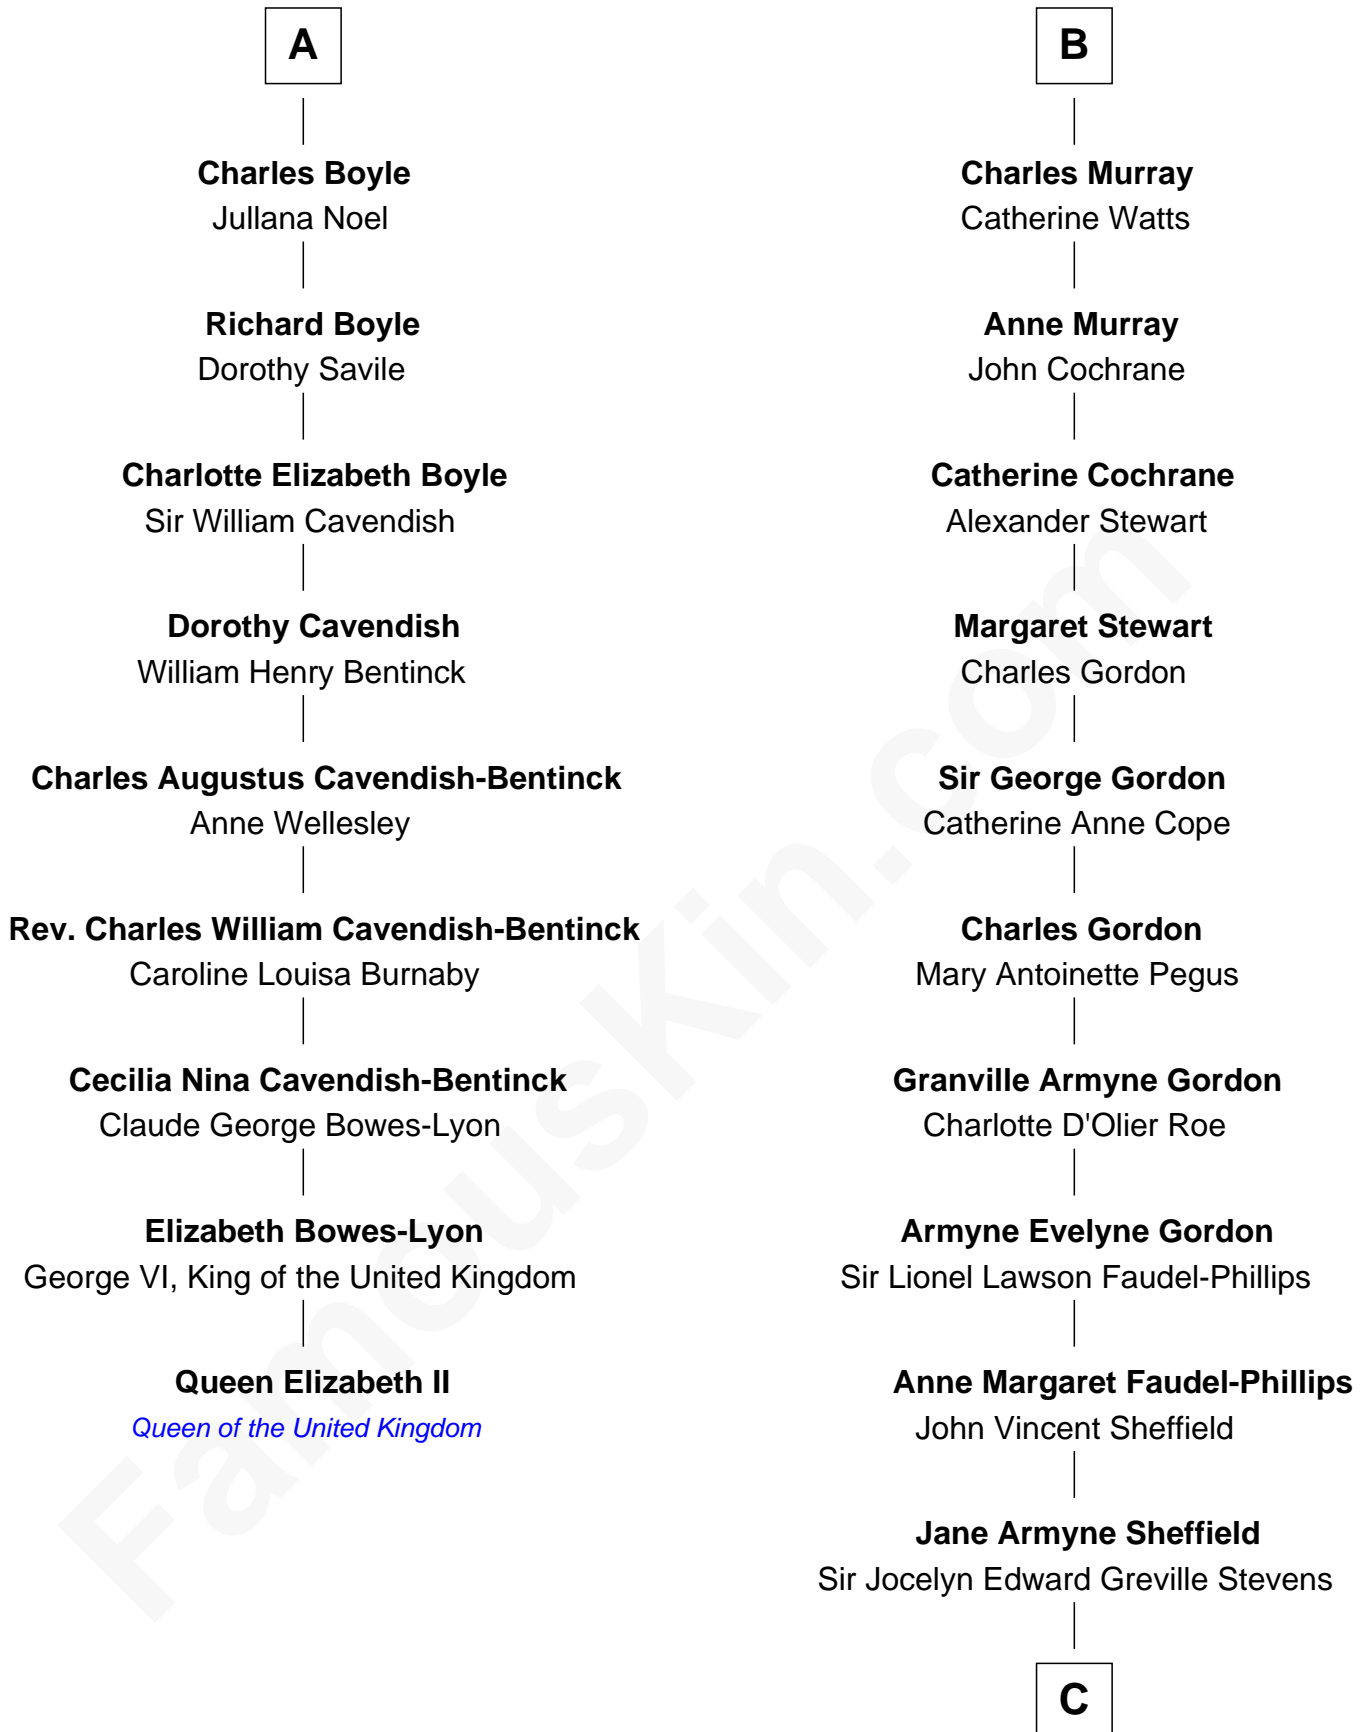 A
Charles Boyle
Jullana Noel
Richard Boyle
Dorothy Savile
Charlotte Elizabeth Boyle
Sir William Cavendish
Dorothy Cavendish
William Henry Bentinck
Charles Augustus Cavendish-Bentinck
Anne Wellesley
Rev. Charles William Cavendish-Bentinck
Caroline Louisa Burnaby
Cecilia Nina Cavendish-Bentinck
Claude George Bowes-Lyon
Elizabeth Bowes-Lyon
George VI, King of the United Kingdom
Queen Elizabeth II
Queen of the United Kingdom
B
Charles Murray
Catherine Watts
Anne Murray
John Cochrane
Catherine Cochrane
Alexander Stewart
Margaret Stewart
Charles Gordon
Sir George Gordon
Catherine Anne Cope
Charles Gordon
Mary Antoinette Pegus
Granville Armyne Gordon
Charlotte D'Olier Roe
Armyne Evelyne Gordon
Sir Lionel Lawson Faudel-Phillips
Anne Margaret Faudel-Phillips
John Vincent Sheffield
Jane Armyne Sheffield
Sir Jocelyn Edward Greville Stevens
C
FamousKin.com